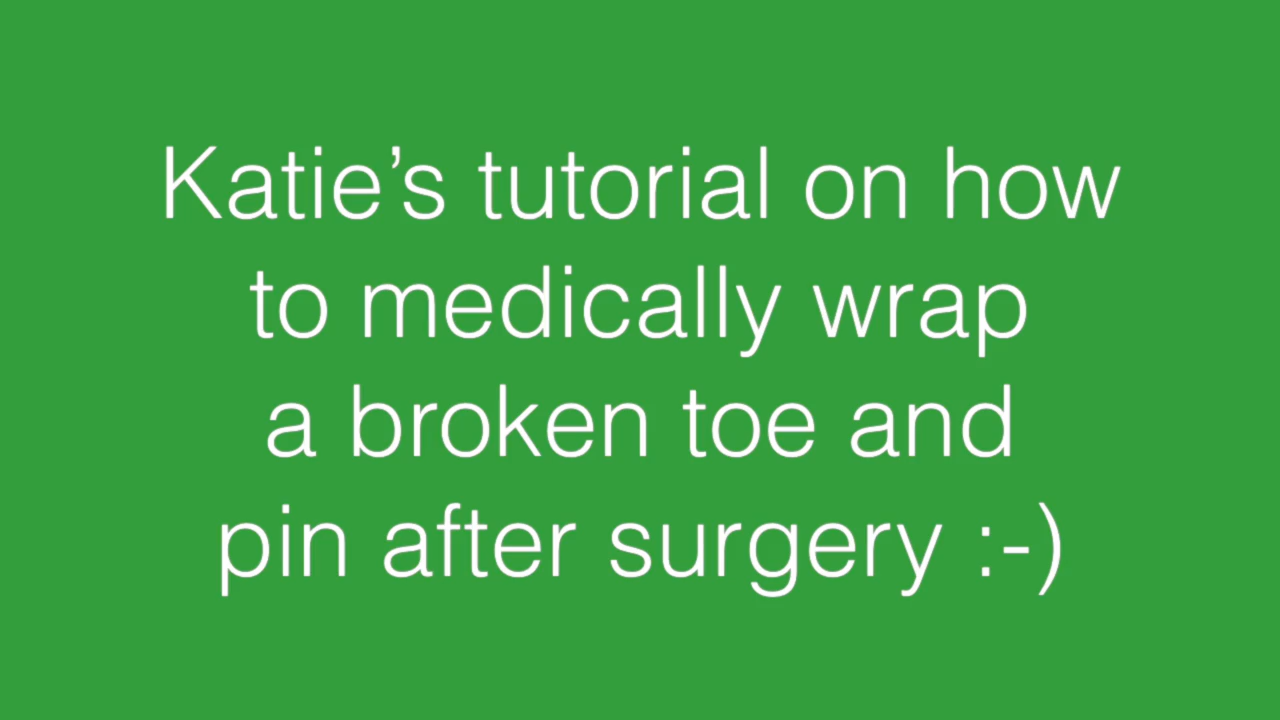 Katie’s tutorial on how
to medically wrap
a broken toe and
pin after surgery :-)